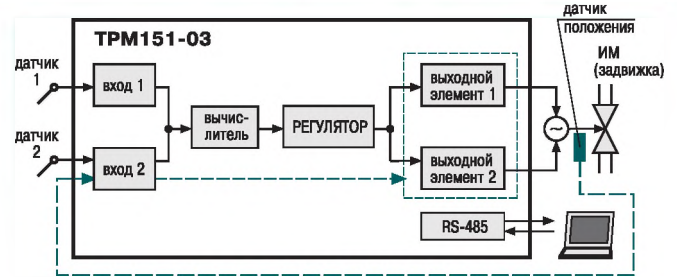 датчик
положения
ТРМ151-03
ИМ
(задвижка)
датчик
1
вход 1
выходной
элемент 1
вычис-
литель
РЕГУЛЯТОР
~
датчик
2
вход 2
выходной
элемент 2
RS-485